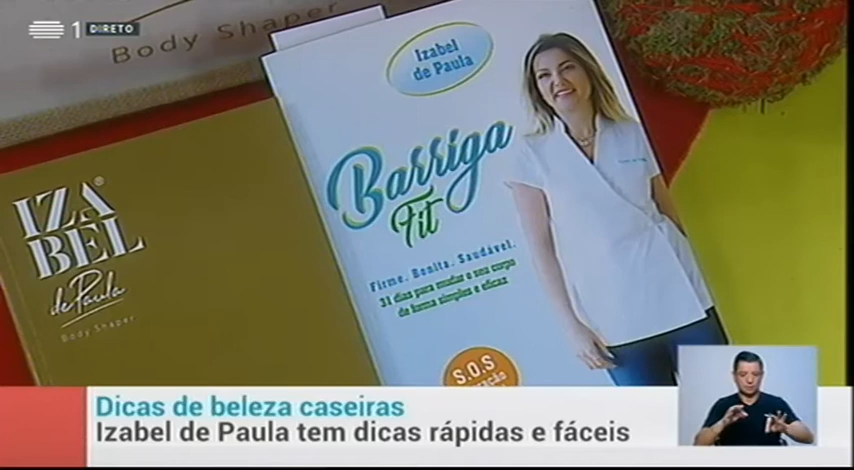 1 DIRETO
Body Shaper
Izabel
de Paula
Barriga
Fit
Firme. Bonita. Saudável.
31 dias para mudar o seu corpo
de forma simples e eficaz
S.O.S
IZA
BEL®
de Paula
Body Shaper
Dicas de beleza caseiras
Izabel de Paula tem dicas rápidas e fáceis